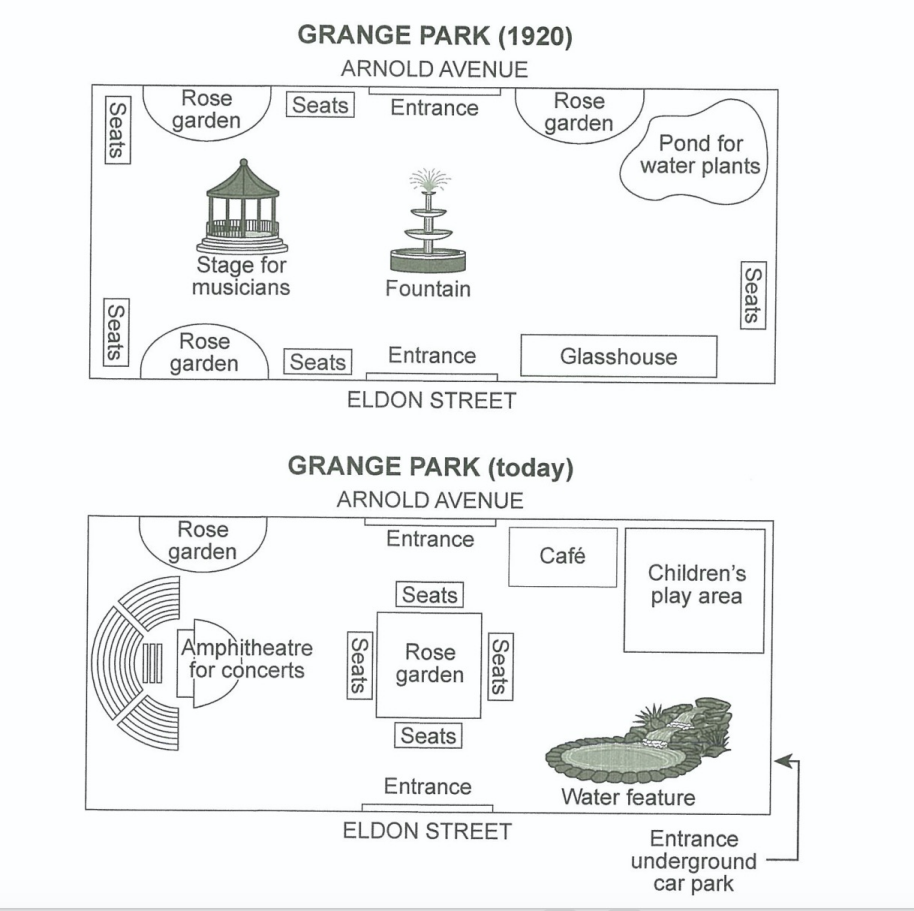 GRANGE PARK (1920)
ARNOLD AVENUE
Seats
Rose
garden
Seats
Entrance
Rose
garden
Pond for
water plants
Stage for
musicians
Fountain
Seats
Seats
Rose
garden
Seats
Entrance
Glasshouse
ELDON STREET
GRANGE PARK (today)
ARNOLD AVENUE
Rose
garden
Entrance
Café
Children's
play area
Seats
Amphitheatre
for concerts
Seats
Rose
garden
Seats
Seats
Entrance
Water feature
ELDON STREET
Entrance
underground
car park